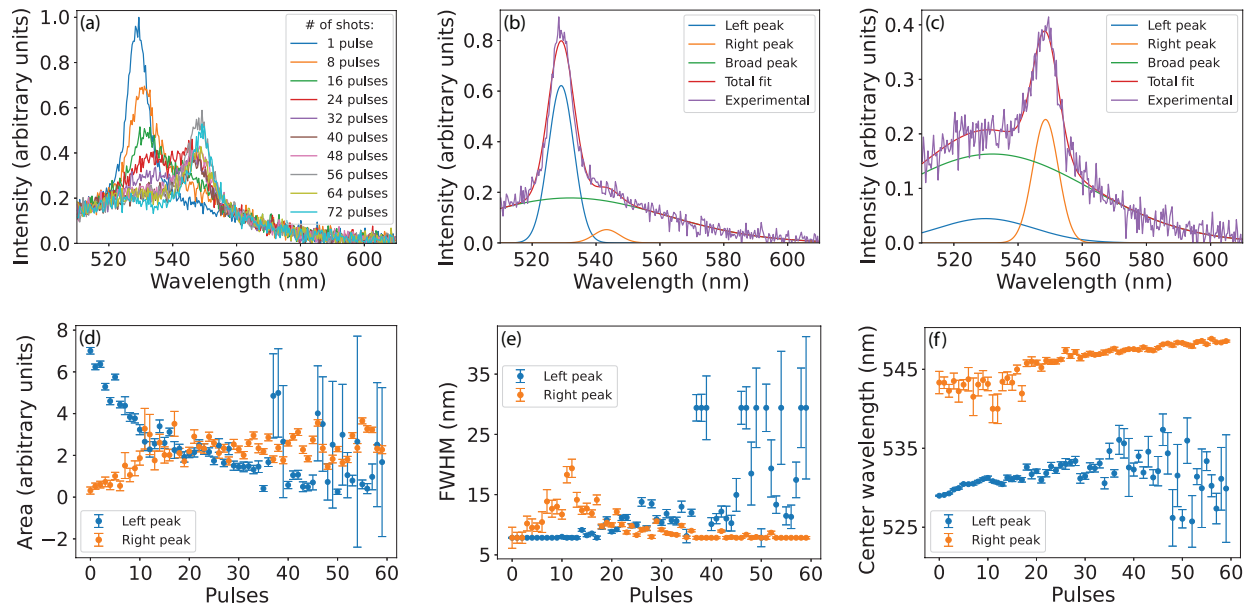 (a)
# of shots:
1 pulse
8 pulses
16 pulses
24 pulses
32 pulses
40 pulses
48 pulses
56 pulses
64 pulses
72 pulses
Intensity (arbitrary units)
1.0
0.8
0.6
0.4
0.2
0.0
520 540 560 580 600
Wavelength (nm)
(b)
Left peak
Right peak
Broad peak
Total fit
Experimental
Intensity (arbitrary units)
0.8
0.6
0.4
0.2
0.0
520 540 560 580 600
Wavelength (nm)
(c)
Left peak
Right peak
Broad peak
Total fit
Experimental
Intensity (arbitrary units)
0.4
0.3
0.2
0.1
0.0
520 540 560 580 600
Wavelength (nm)
(d)
Area (arbitrary units)
8
6
4
2
0
−2
Left peak
Right peak
0 10 20 30 40 50 60
Pulses
(e)
FWHM (nm)
35
25
15
5
Left peak
Right peak
0 10 20 30 40 50 60
Pulses
(f)
Center wavelength (nm)
545
535
525
Left peak
Right peak
0 10 20 30 40 50 60
Pulses